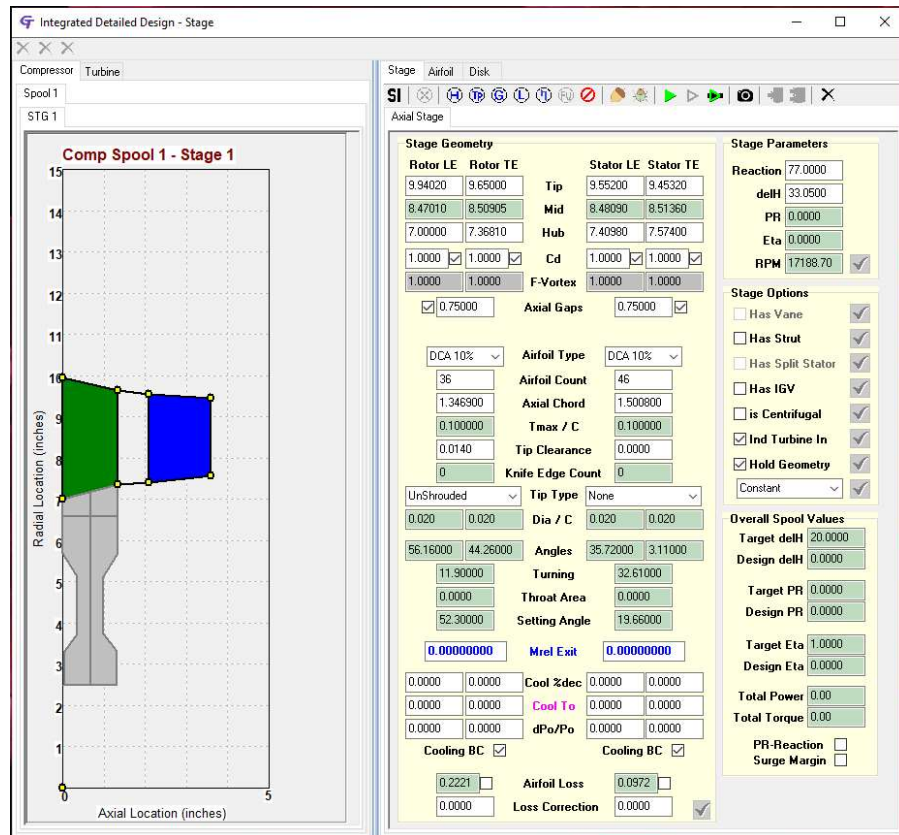 Integrated Detailed Design - Stage
Compressor Turbine
Spool 1
STG 1
Comp Spool 1 - Stage 1
15
14
13
12
11
10
9
8
7
6
5
4
3
2
1
0
0 5
Radial Location (inches)
Axial Location (inches)
Stage Airfoil Disk
SI
Axial Stage
Stage Geometry
Rotor LE Rotor TE Stator LE Stator TE
9.94020 9.65000 Tip 9.55200 9.45320
8.47010 8.50905 Mid 8.48090 8.51360
7.00000 7.36810 Hub 7.40980 7.57400
1.0000 1.0000 Cd 1.0000 1.0000
1.0000 1.0000 F-Vortex 1.0000 1.0000
0.75000 Axial Gaps 0.75000
DCA 10% Airfoil Type DCA 10%
36 Airfoil Count 46
1.346900 Axial Chord 1.500800
0.100000 Tmax / C 0.100000
0.0140 Tip Clearance 0.0000
0 Knife Edge Count 0
UnShrouded Tip Type None
0.020 0.020 Dia / C 0.020 0.020
56.16000 44.26000 Angles 35.72000 3.11000
11.90000 Turning 32.61000
0.0000 Throat Area 0.0000
52.30000 Setting Angle 19.66000
0.00000000 Mrel Exit 0.00000000
0.0000 0.0000 Cool %dec 0.0000 0.0000
0.0000 0.0000 Cool To 0.0000 0.0000
0.0000 0.0000 dPo/Po 0.0000 0.0000
Cooling BC Cooling BC
0.2221 Airfoil Loss 0.0972
0.0000 Loss Correction 0.0000
Stage Parameters
Reaction 77.0000
delH 33.0500
PR 0.0000
Eta 0.0000
RPM 17188.70
Stage Options
Has Vane
Has Strut
Has Split Stator
Has IGV
is Centrifugal
Ind Turbine In
Hold Geometry
Constant
Overall Spool Values
Target delH 20.0000
Design delH 0.0000
Target PR 0.0000
Design PR 0.0000
Target Eta 1.0000
Design Eta 0.0000
Total Power 0.00
Total Torque 0.00
PR-Reaction
Surge Margin